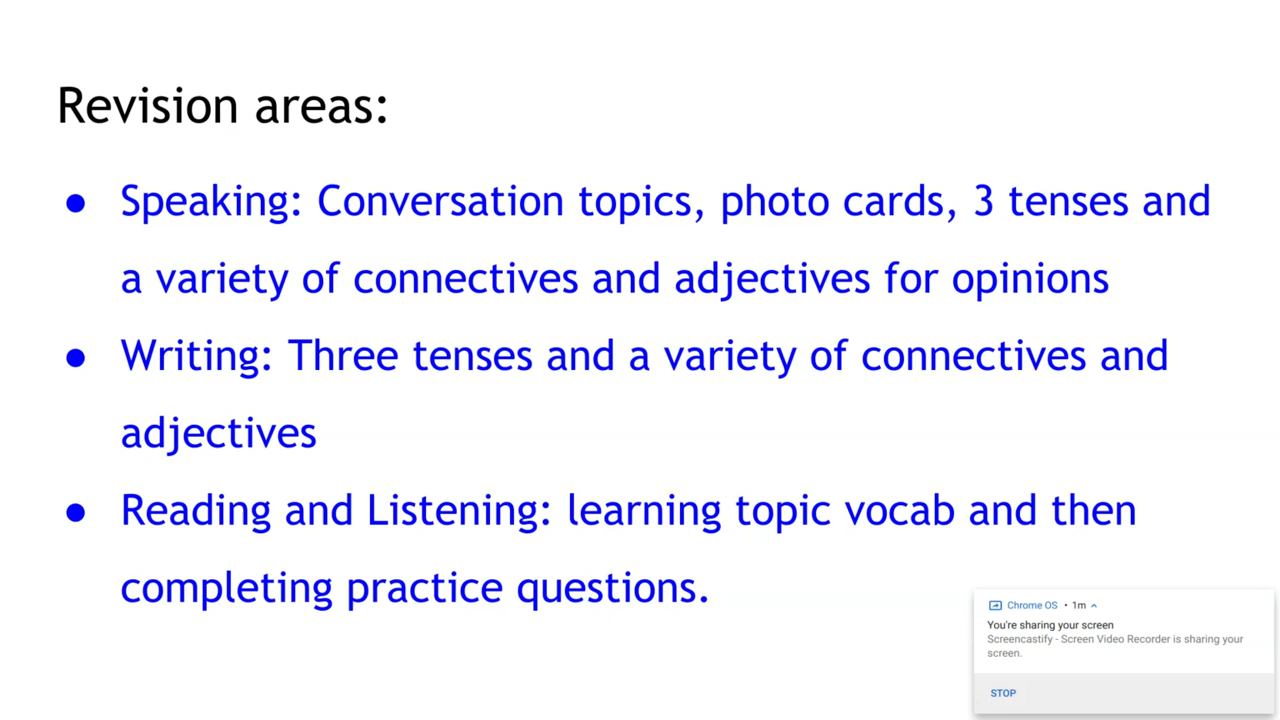 Revision areas:
● Speaking: Conversation topics, photo cards, 3 tenses and
a variety of connectives and adjectives for opinions
● Writing: Three tenses and a variety of connectives and
adjectives
● Reading and Listening: learning topic vocab and then
completing practice questions.
Chrome OS • 1m
You're sharing your screen
Screencastify - Screen Video Recorder is sharing your
screen.
STOP